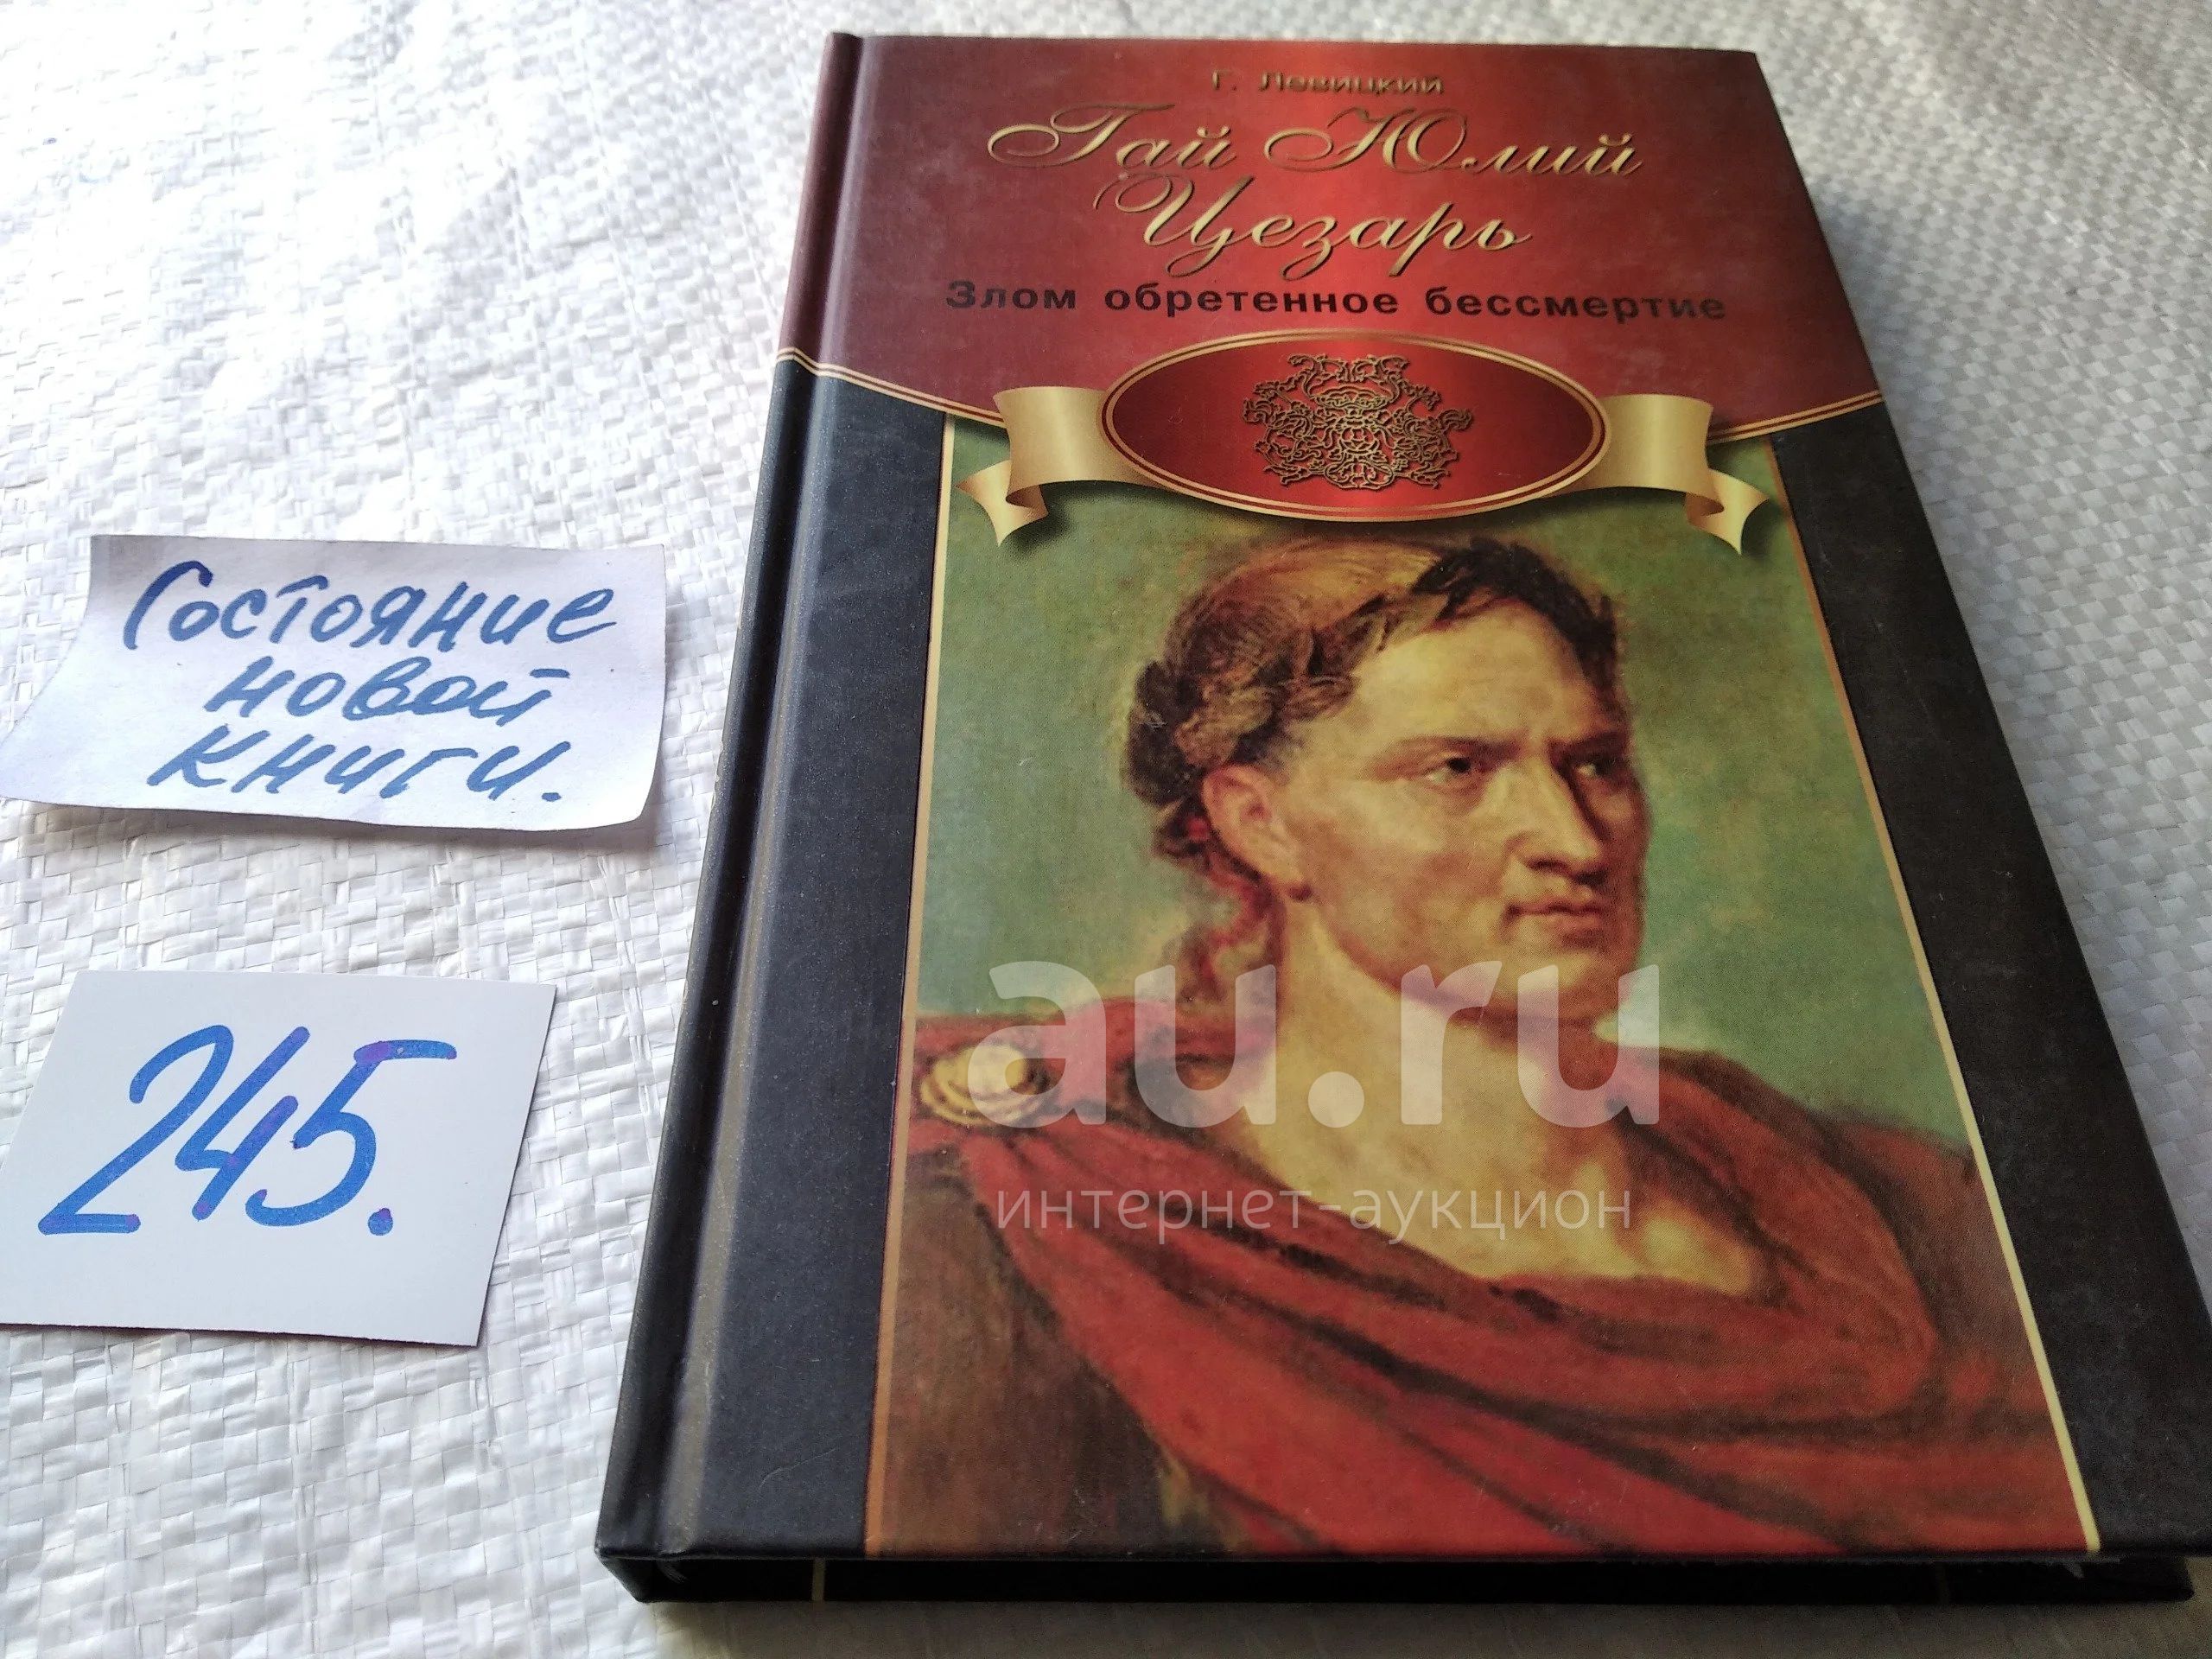 Г. Левицкий
Гай Юлий
Цезарь
Злом обретенное бессмертие
Состояние
новой
книги.
245.
au.ru
интернет-аукцион